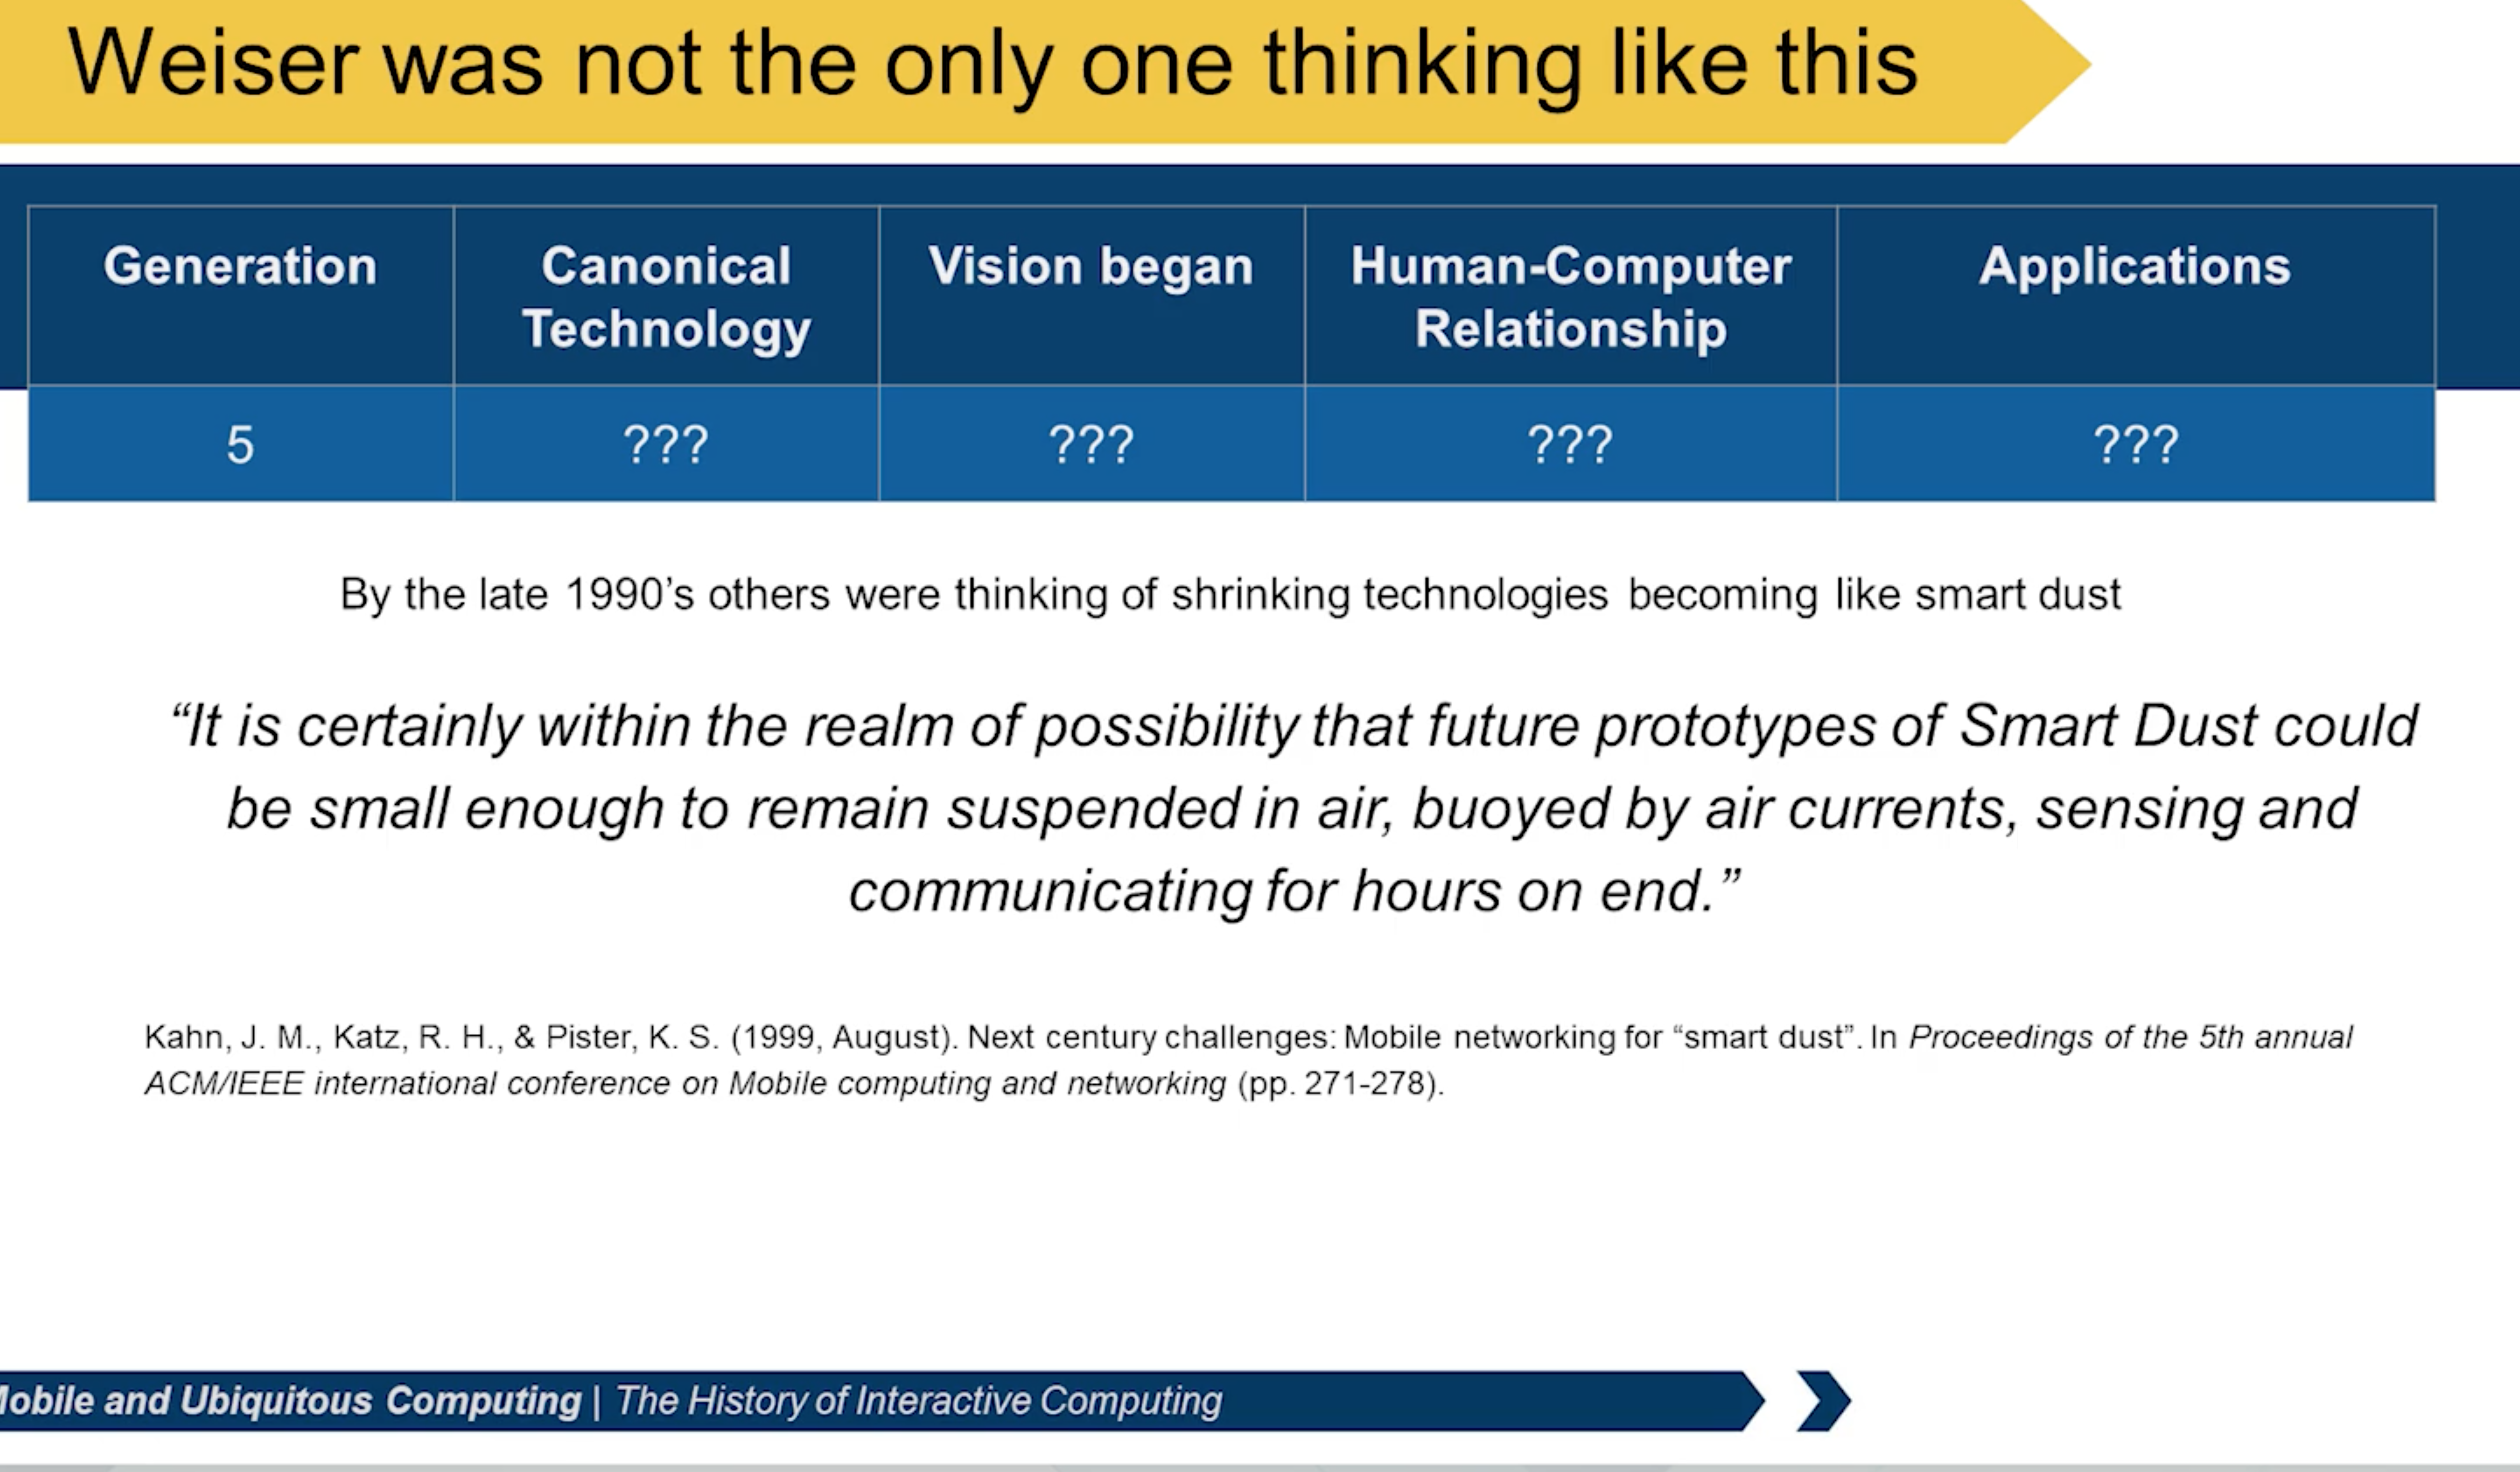 Weiser was not the only one thinking like this
Generation
Canonical
Technology
Vision began
Human-Computer
Relationship
Applications
5
???
???
???
???
By the late 1990’s others were thinking of shrinking technologies becoming like smart dust
“It is certainly within the realm of possibility that future prototypes of Smart Dust could
be small enough to remain suspended in air, buoyed by air currents, sensing and
communicating for hours on end.”
Kahn, J. M., Katz, R. H., & Pister, K. S. (1999, August). Next century challenges: Mobile networking for “smart dust”. In Proceedings of the 5th annual
ACM/IEEE international conference on Mobile computing and networking (pp. 271-278).
Mobile and Ubiquitous Computing | The History of Interactive Computing